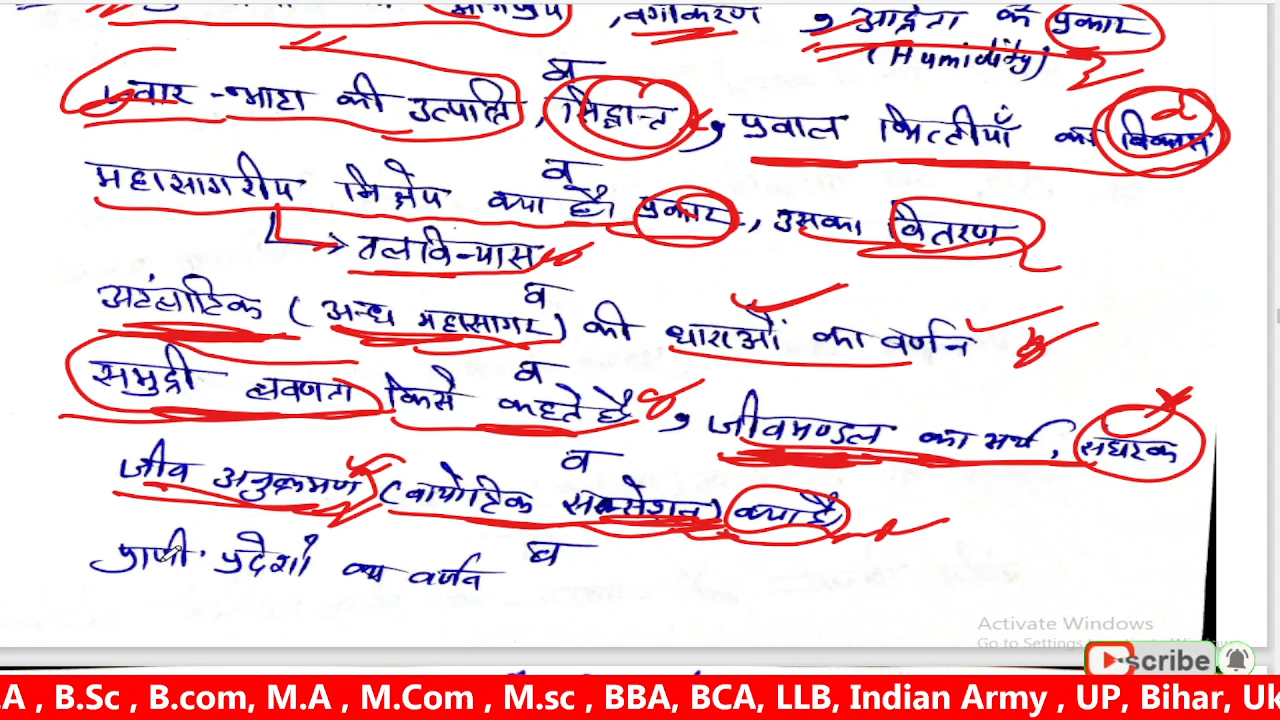 वर्गीकरण , आर्द्रता के प्रकार
(Humidity)
व
ज्वार - भाटा की उत्पत्ति , सिद्धान्त , प्रवाल भित्तीयाँ का विकास
व
महासागरीय निक्षेप क्या है। प्रकार , उसका वितरण
तलविन्यास
व
अटलांटिक ( अन्ध महासागर ) की धाराओं का वर्णन
व
समुद्री लवणता किसे कहते है , जीवमण्डल का अर्थ , संघटक
व
जीव अनुक्रमण (वायोटिक सक्सेशन) क्या है
व
प्रदेशों का वर्णन
Activate Windows
Go to Settings
scribe
.A , B.Sc , B.com, M.A , M.Com , M.sc , BBA, BCA, LLB, Indian Army , UP, Bihar, Uk